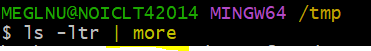 MEGLNU@NOICLT42014 MINGW64 /tmp
$ ls -ltr | more